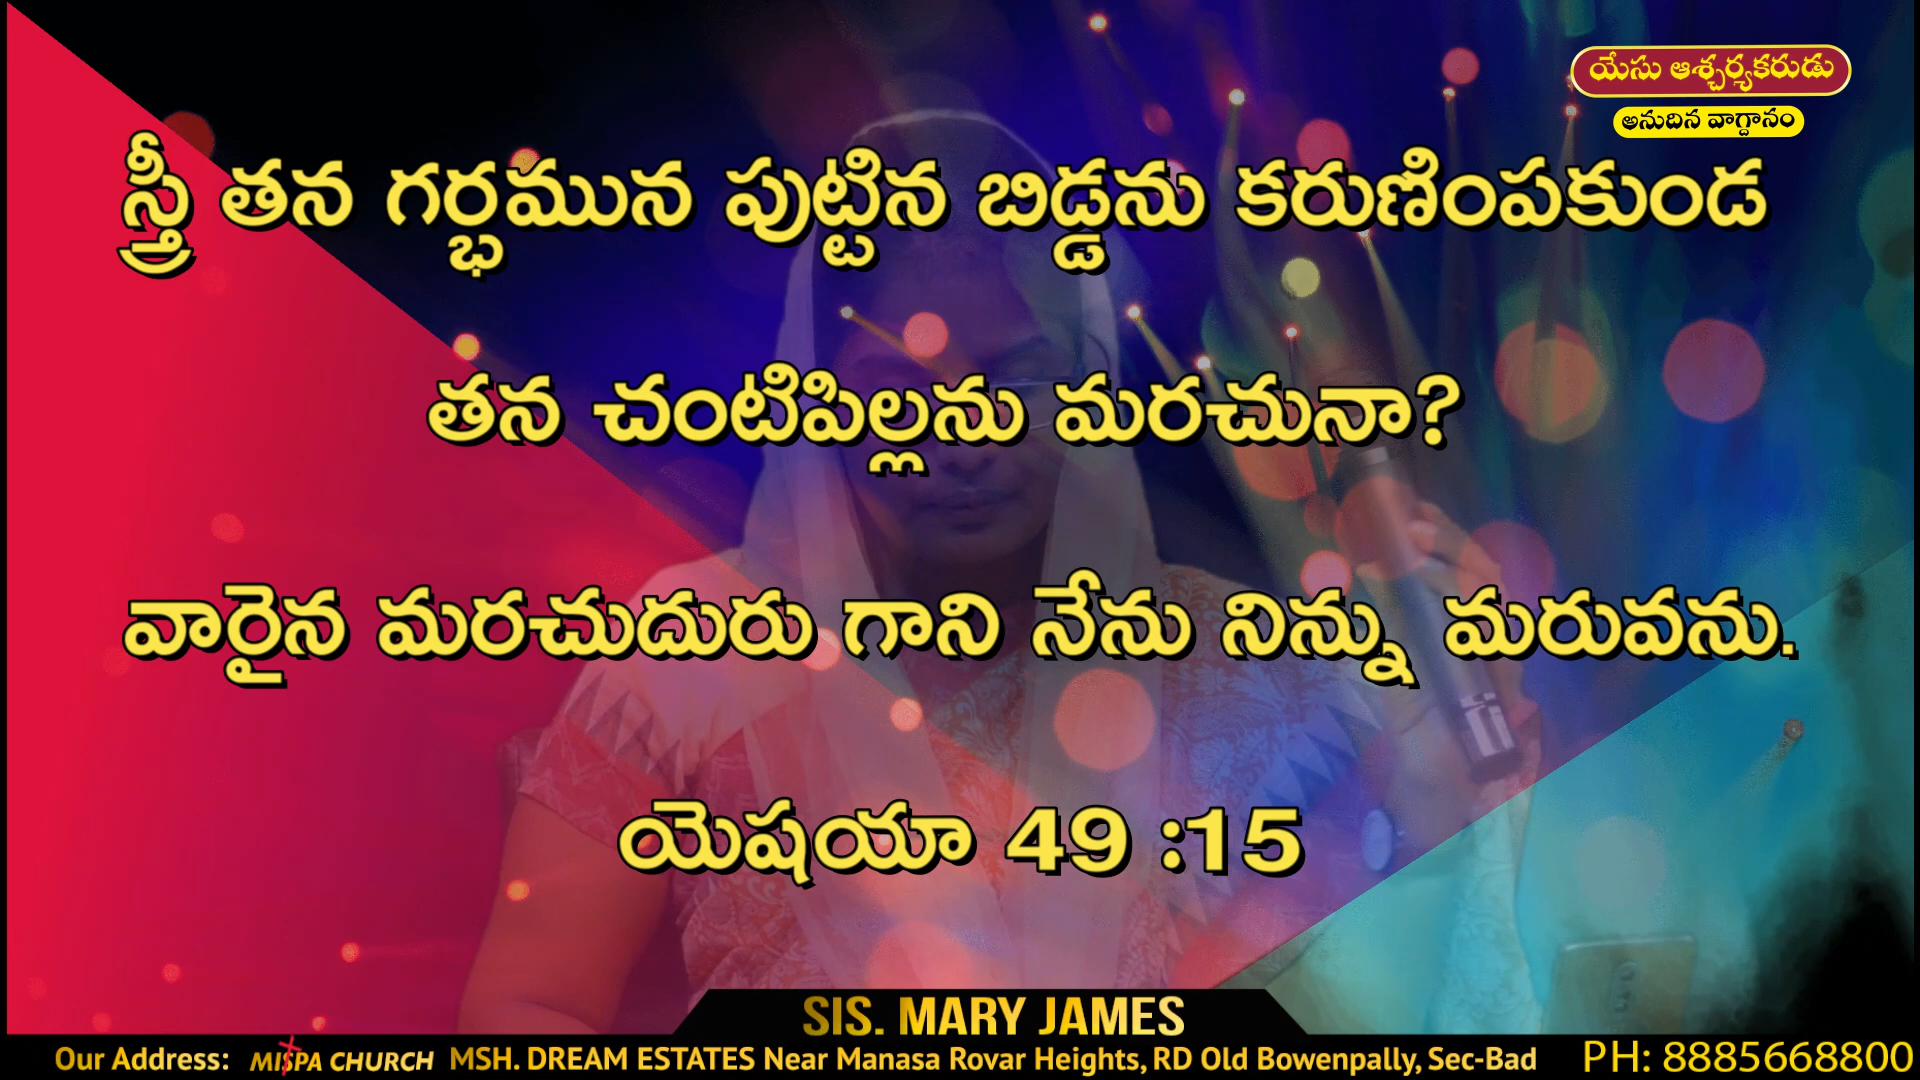 యేసు ఆశ్చర్యకరుడు
అనుదిన వాగ్దానం
స్త్రీ తన గర్భమున పుట్టిన బిడ్డను కరుణింపకుండ
తన చంటిపిల్లను మరచునా?
వారైన మరచుదురు గాని నేను నిన్ను మరువను.
యెషయా 49 :15
SIS. MARY JAMES
Our Address: MISPA CHURCH MSH. DREAM ESTATES Near Manasa Rovar Heights, RD Old Bowenpally, Sec-Bad PH: 8885668800